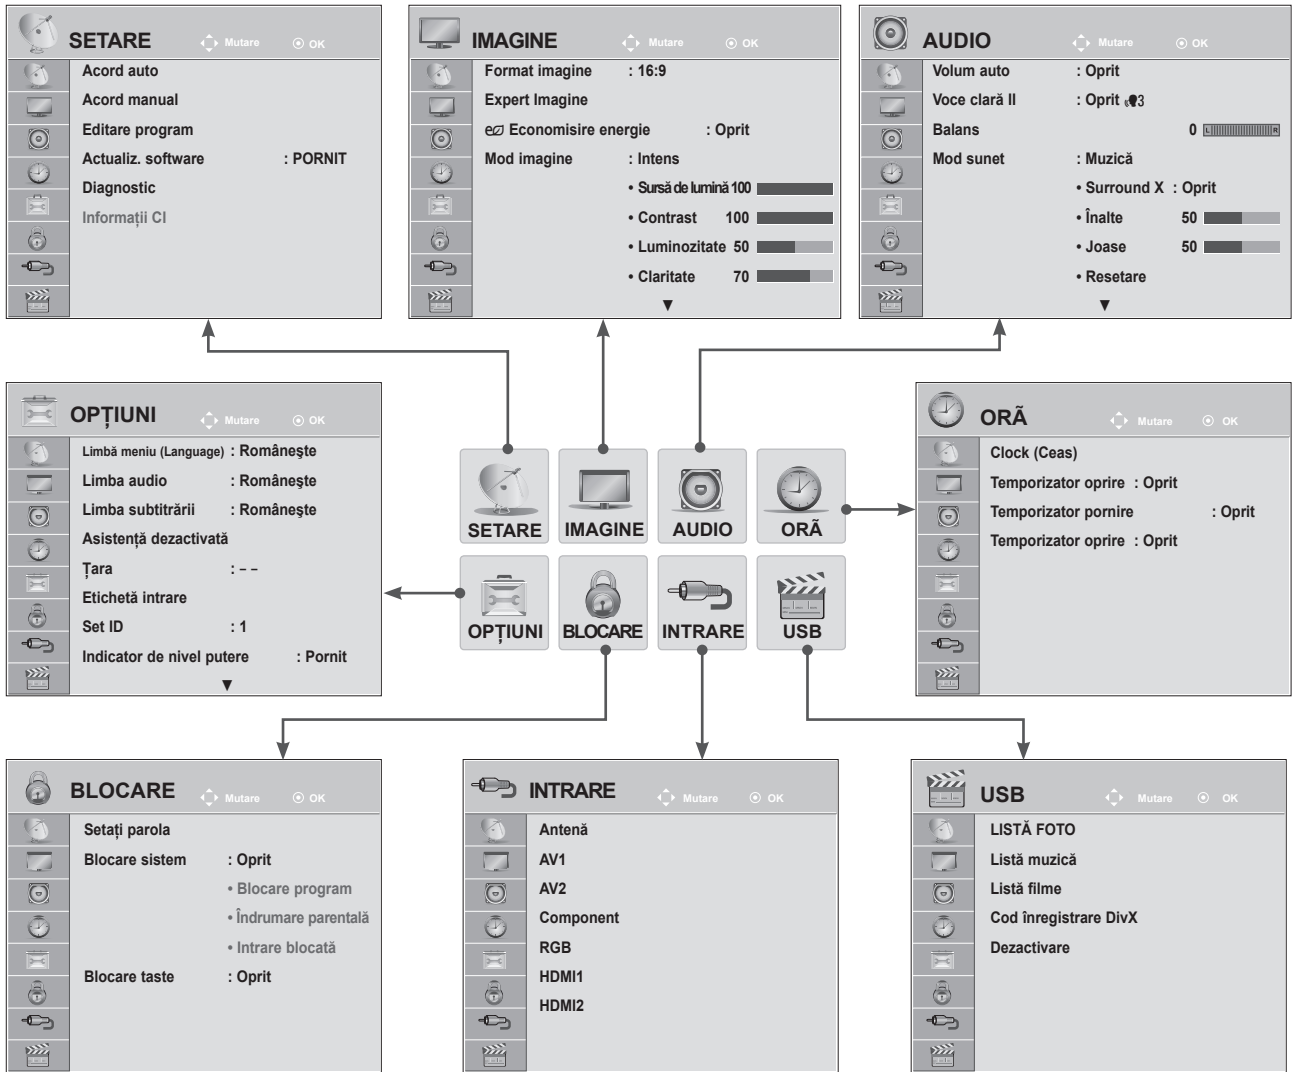 SETARE Mutare OK
Acord auto
Acord manual
Editare program
Actualiz. software : PORNIT
Diagnostic
Informații CI
IMAGINE Mutare OK
Format imagine : 16:9
Expert Imagine
Economisire energie : Oprit
Mod imagine : Intens
• Sursă de lumină 100
• Contrast 100
• Luminozitate 50
• Claritate 70
▼
AUDIO Mutare OK
Volum auto : Oprit
Voce clară II : Oprit 3
Balans 0 L R
Mod sunet : Muzică
• Surround X : Oprit
• Înalte 50
• Joase 50
• Resetare
▼
OPȚIUNI Mutare OK
Limbă meniu (Language) : Româneşte
Limba audio : Româneşte
Limba subtitrării : Româneşte
Asistență dezactivată
Țara : – –
Etichetă intrare
Set ID : 1
Indicator de nivel putere : Pornit
▼
SETARE IMAGINE AUDIO ORÃ
OPȚIUNI BLOCARE INTRARE USB
ORÃ Mutare OK
Clock (Ceas)
Temporizator oprire : Oprit
Temporizator pornire : Oprit
Temporizator oprire : Oprit
BLOCARE Mutare OK
Setați parola
Blocare sistem : Oprit
• Blocare program
• Îndrumare parentală
• Intrare blocată
Blocare taste : Oprit
INTRARE Mutare OK
Antenă
AV1
AV2
Component
RGB
HDMI1
HDMI2
USB Mutare OK
LISTĂ FOTO
Listă muzică
Listă filme
Cod înregistrare DivX
Dezactivare